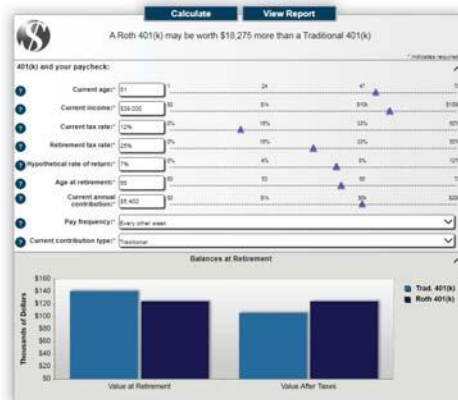 Calculate View Report
A Roth 401(k) may be worth $18,275 more than a Traditional 401(k)
* indicates required
401(k) and your paycheck:
Current age:*
Current income:*
Current tax rate:* 12%
Retirement tax rate:* 25%
Hypothetical rate of return:* 7%
Age at retirement:*
Current annual contribution:* $5,400
Pay frequency:* Every other week
Current contribution type:* Traditional
Balances at Retirement
Thousands of Dollars
$160
$140
$120
$100
$80
$60
$40
$20
$0
Value at Retirement Value After Taxes
Trad. 401(k)
Roth 401(k)